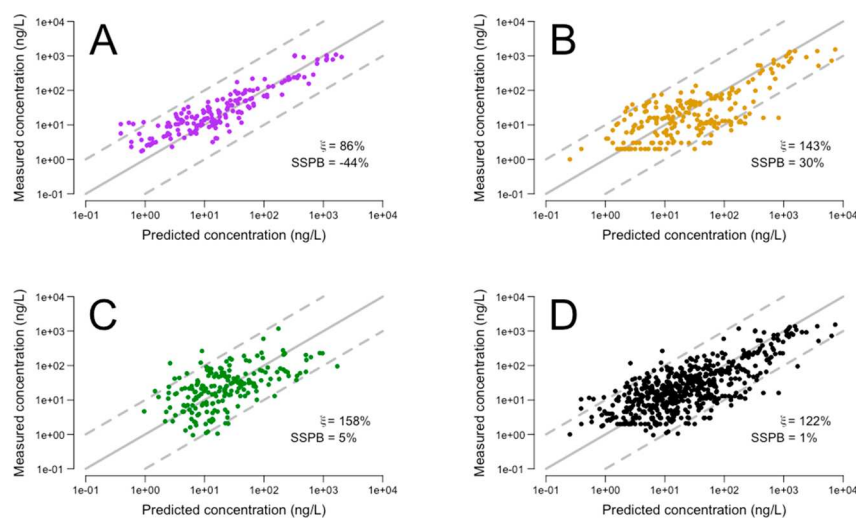 A
Measured concentration (ng/L)
1e+04
1e+03
1e+02
1e+01
1e+00
1e-01
ξ = 86%
SSPB = -44%
1e-01 1e+00 1e+01 1e+02 1e+03 1e+04
Predicted concentration (ng/L)
B
Measured concentration (ng/L)
1e+04
1e+03
1e+02
1e+01
1e+00
1e-01
ξ = 143%
SSPB = 30%
1e-01 1e+00 1e+01 1e+02 1e+03 1e+04
Predicted concentration (ng/L)
C
Measured concentration (ng/L)
1e+04
1e+03
1e+02
1e+01
1e+00
1e-01
ξ = 158%
SSPB = 5%
1e-01 1e+00 1e+01 1e+02 1e+03 1e+04
Predicted concentration (ng/L)
D
Measured concentration (ng/L)
1e+04
1e+03
1e+02
1e+01
1e+00
1e-01
ξ = 122%
SSPB = 1%
1e-01 1e+00 1e+01 1e+02 1e+03 1e+04
Predicted concentration (ng/L)